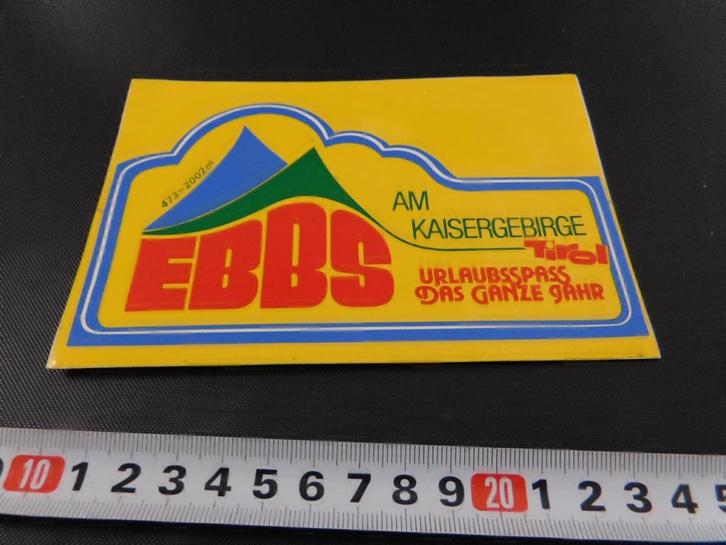 473-2002m
EBBS
AM
KAISERGEBIRGE
Tirol
URLAUBSSPASS
DAS GANZE JAHR
10 1 2 3 4 5 6 7 8 9 20 1 2 3 4 5